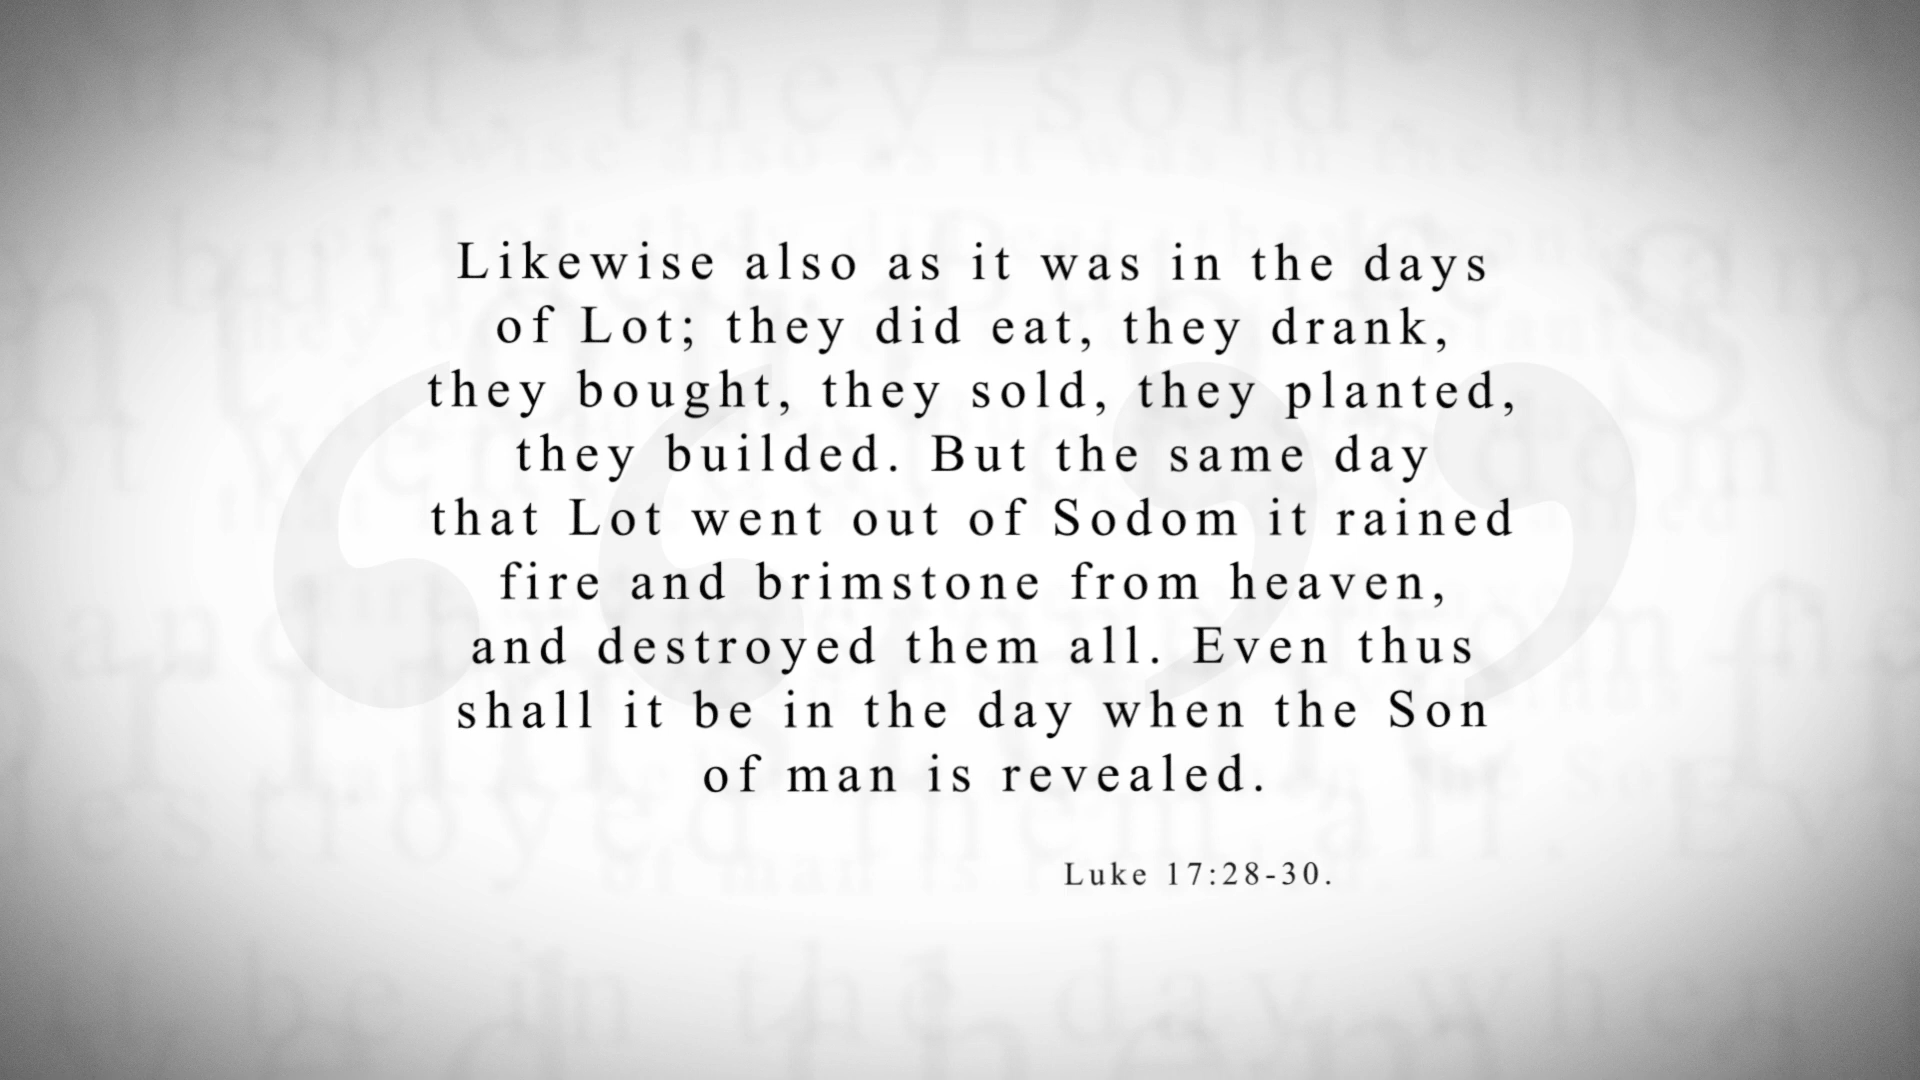 Likewise also as it was in the days
of Lot; they did eat, they drank,
they bought, they sold, they planted,
they builded. But the same day
that Lot went out of Sodom it rained
fire and brimstone from heaven,
and destroyed them all. Even thus
shall it be in the day when the Son
of man is revealed.
Luke 17:28-30.